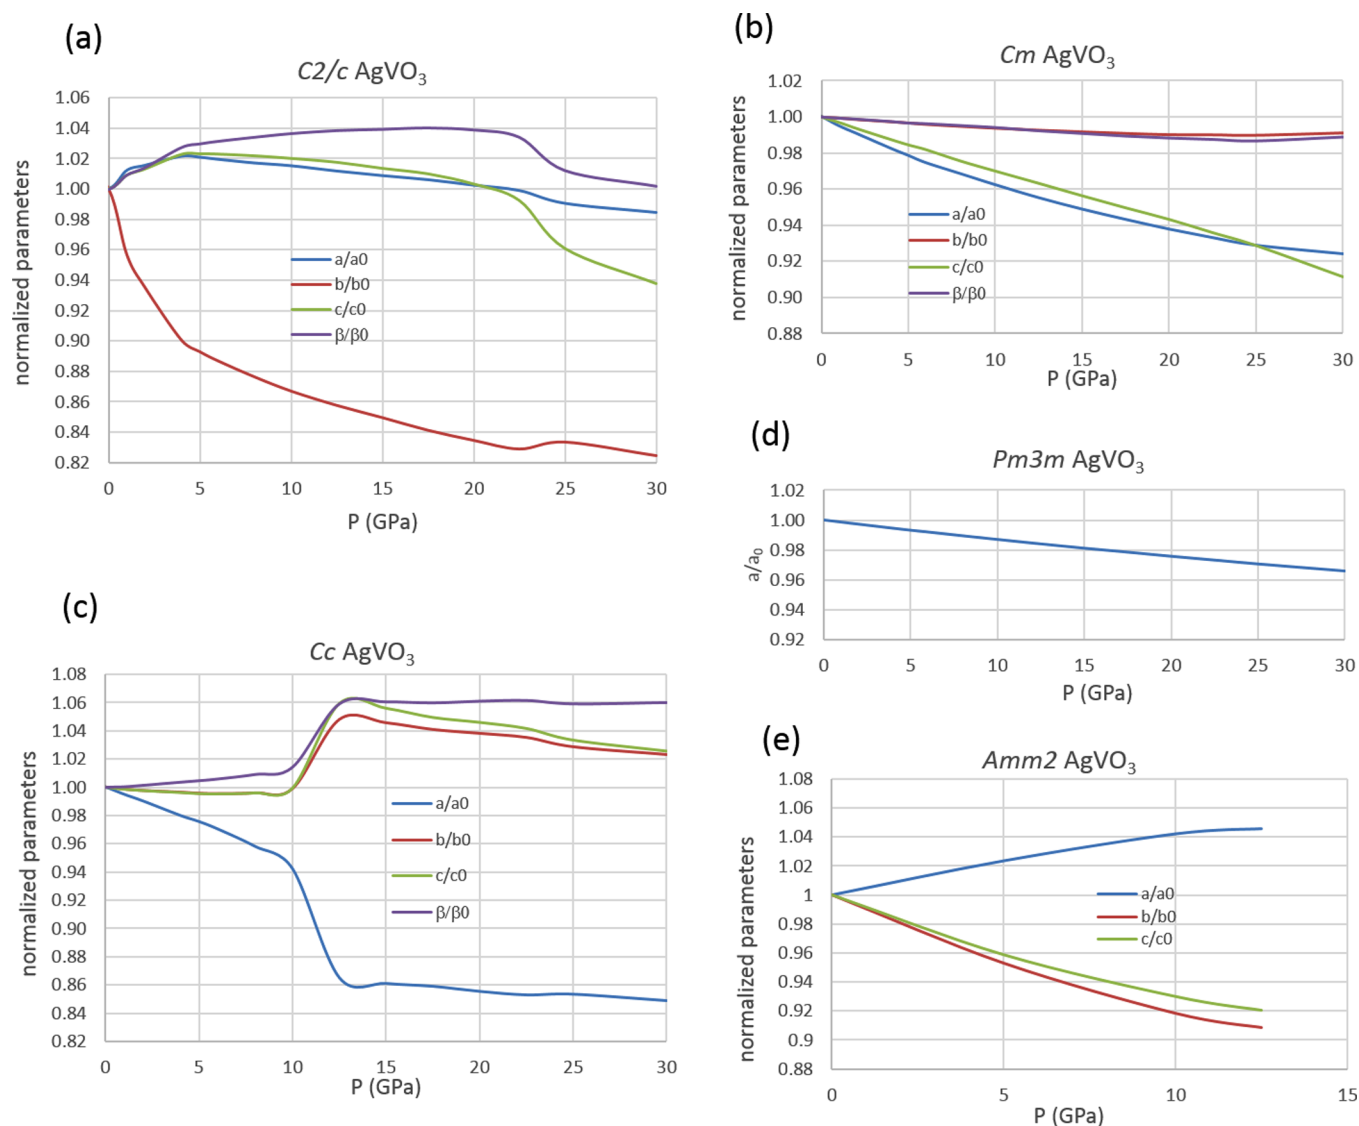 (a)
C2/c AgVO₃
normalized parameters
1.06
1.04
1.02
1.00
0.98
0.96
0.94
0.92
0.90
0.88
0.86
0.84
0.82
a/a0
b/b0
c/c0
β/β0
0 5 10 15 20 25 30
P (GPa)
(b)
Cm AgVO₃
normalized parameters
1.02
1.00
0.98
0.96
0.94
0.92
0.90
0.88
a/a0
b/b0
c/c0
β/β0
0 5 10 15 20 25 30
P (GPa)
(d)
Pm3m AgVO₃
a/a₀
1.02
1.00
0.98
0.96
0.94
0.92
0 5 10 15 20 25 30
P (GPa)
(c)
Cc AgVO₃
normalized parameters
1.08
1.06
1.04
1.02
1.00
0.98
0.96
0.94
0.92
0.90
0.88
0.86
0.84
0.82
a/a0
b/b0
c/c0
β/β0
0 5 10 15 20 25 30
P (GPa)
(e)
Amm2 AgVO₃
normalized parameters
1.08
1.06
1.04
1.02
1
0.98
0.96
0.94
0.92
0.9
0.88
a/a0
b/b0
c/c0
0 5 10 15
P (GPa)